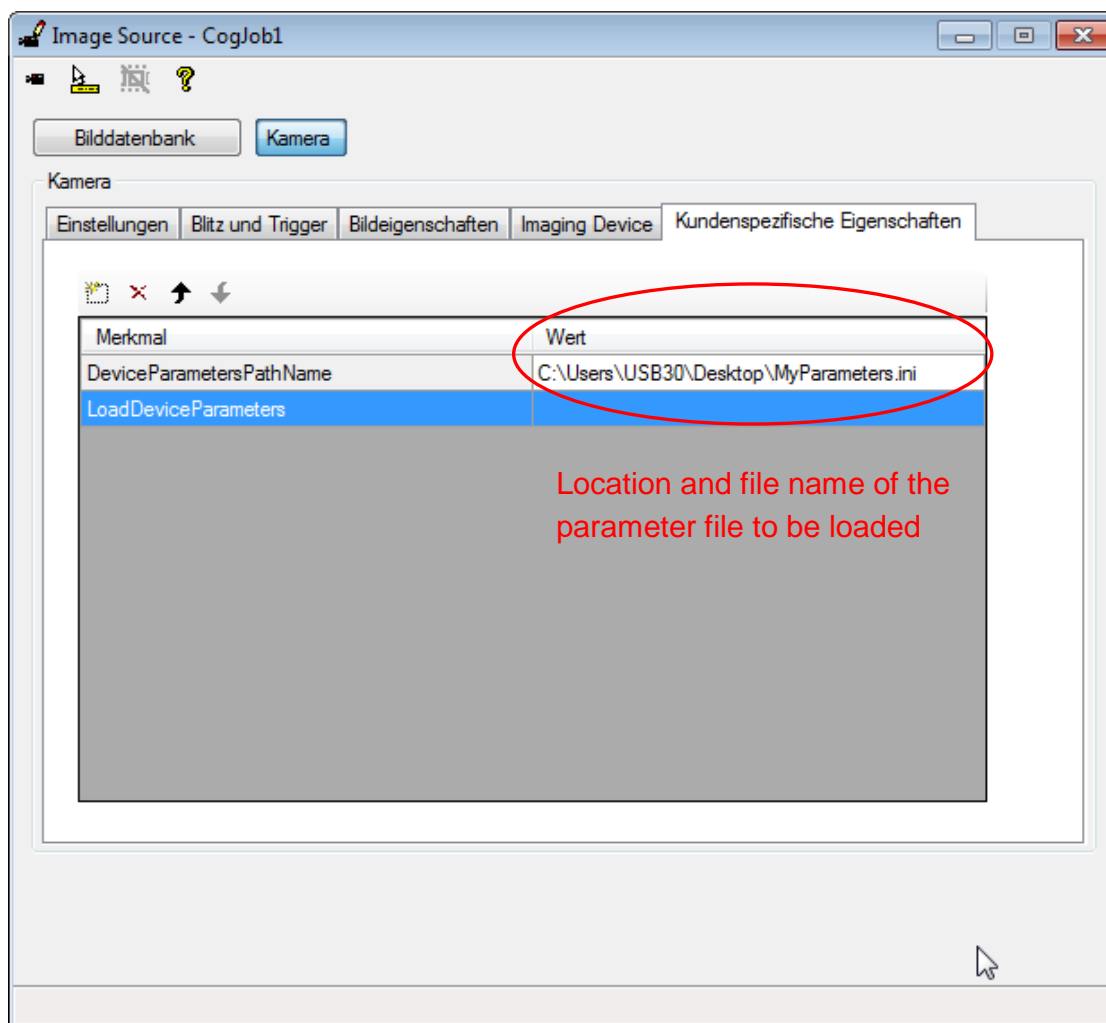 Image Source - CogJob1
Bilddatenbank Kamera
Kamera
Einstellungen Blitz und Trigger Bildeigenschaften Imaging Device Kundenspezifische Eigenschaften
Merkmal Wert
DeviceParametersPathName C:\Users\USB30\Desktop\MyParameters.ini
LoadDeviceParameters
Location and file name of the
parameter file to be loaded